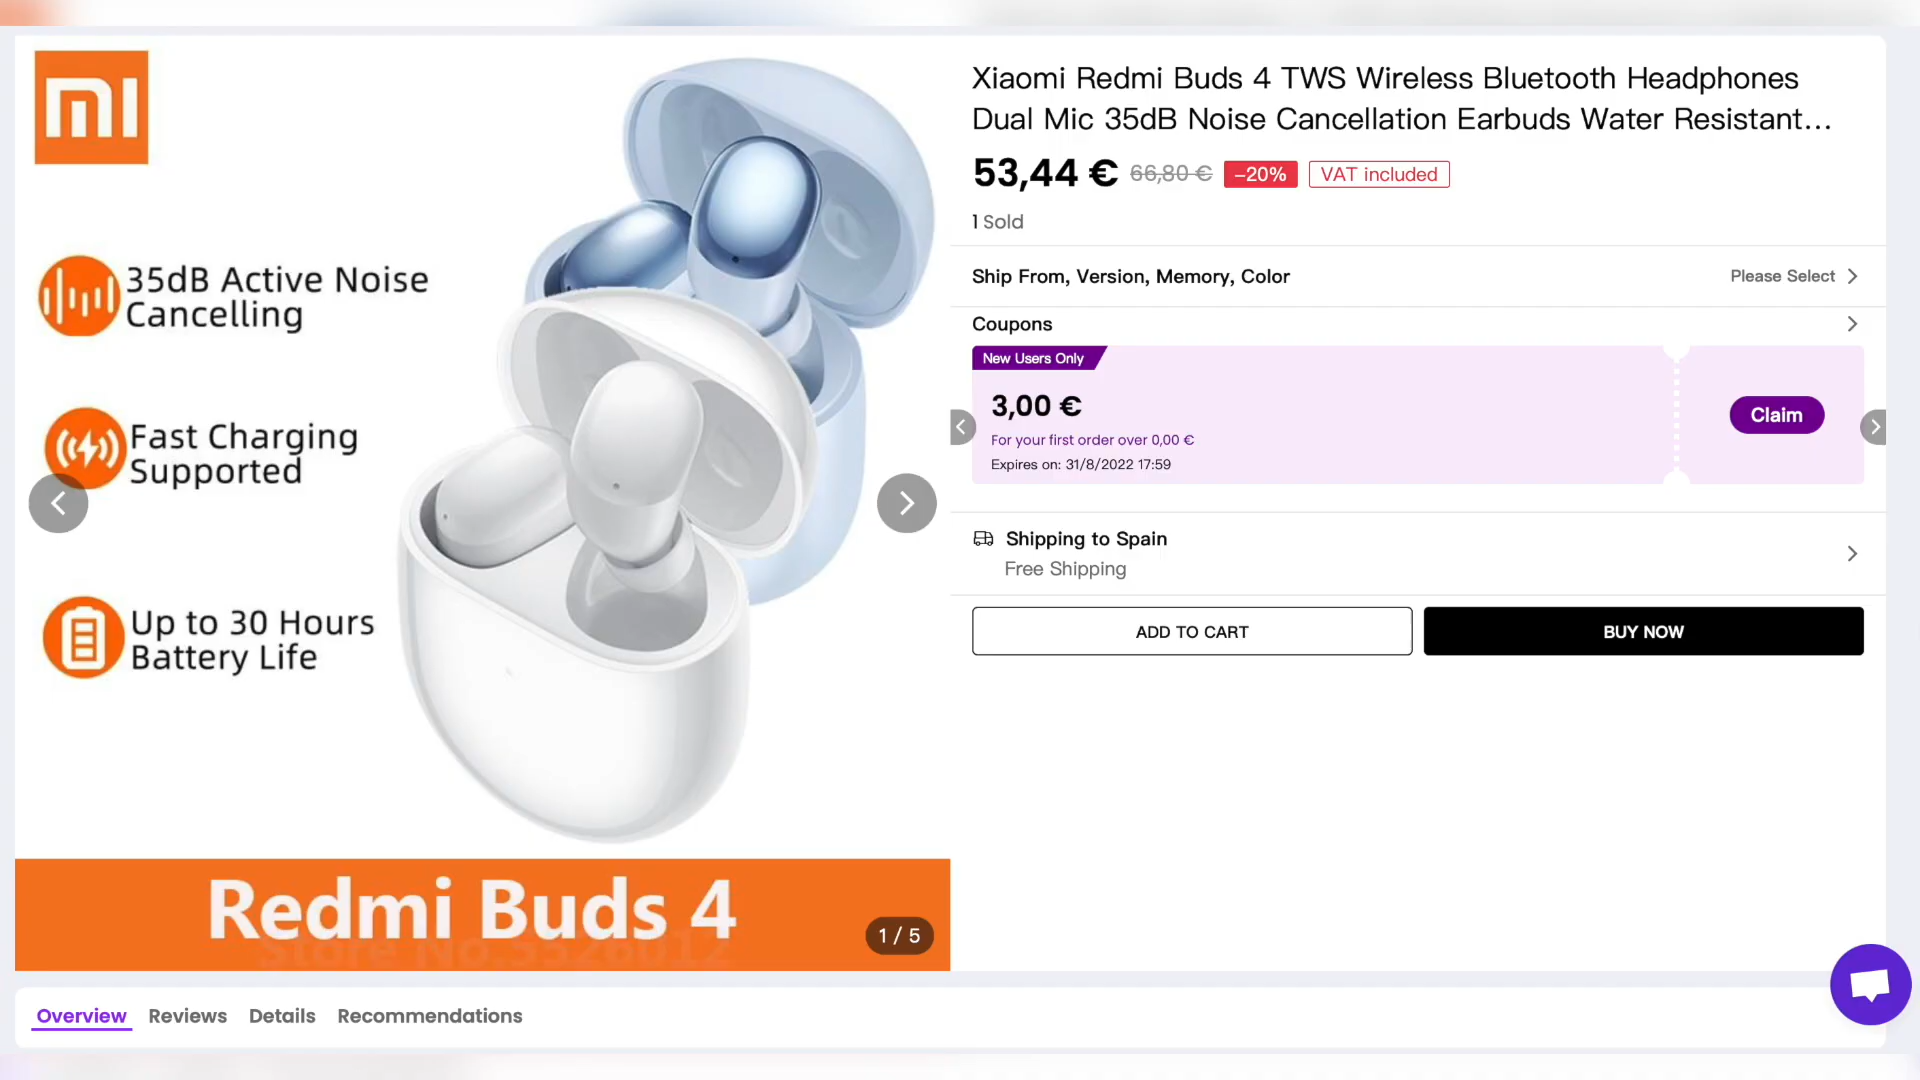 mi
35dB Active Noise
Cancelling
Fast Charging
Supported
Up to 30 Hours
Battery Life
Redmi Buds 4
Store No.5326012
1 / 5
Xiaomi Redmi Buds 4 TWS Wireless Bluetooth Headphones
Dual Mic 35dB Noise Cancellation Earbuds Water Resistant...
53,44 € 66,80 € -20% VAT included
1 Sold
Ship From, Version, Memory, Color Please Select
Coupons
New Users Only
3,00 €
For your first order over 0,00 €
Expires on: 31/8/2022 17:59
Claim
Shipping to Spain
Free Shipping
ADD TO CART BUY NOW
Overview Reviews Details Recommendations